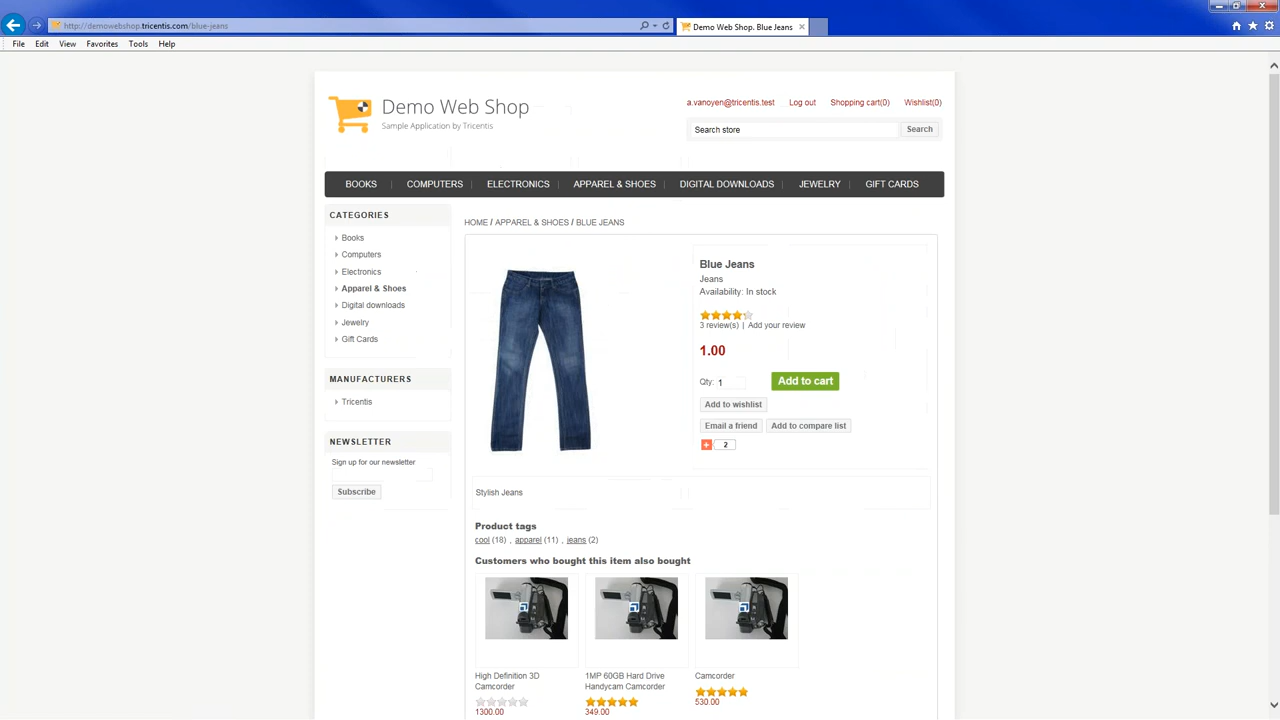 http://demowebshop.tricentis.com/blue-jeans
Demo Web Shop. Blue Jeans
File Edit View Favorites Tools Help
Demo Web Shop
Sample Application by Tricentis
a.vanoyen@tricentis.test Log out Shopping cart(0) Wishlist(0)
Search store Search
BOOKS COMPUTERS ELECTRONICS APPAREL & SHOES DIGITAL DOWNLOADS JEWELRY GIFT CARDS
CATEGORIES
Books
Computers
Electronics
Apparel & Shoes
Digital downloads
Jewelry
Gift Cards
MANUFACTURERS
Tricentis
NEWSLETTER
Sign up for our newsletter
Subscribe
HOME / APPAREL & SHOES / BLUE JEANS
Blue Jeans
Jeans
Availability: In stock
3 review(s) | Add your review
1.00
Qty: 1 Add to cart
Add to wishlist
Email a friend Add to compare list
2
Stylish Jeans
Product tags
cool (18) , apparel (11) , jeans (2)
Customers who bought this item also bought
High Definition 3D Camcorder
1300.00
1MP 60GB Hard Drive Handycam Camcorder
349.00
Camcorder
530.00